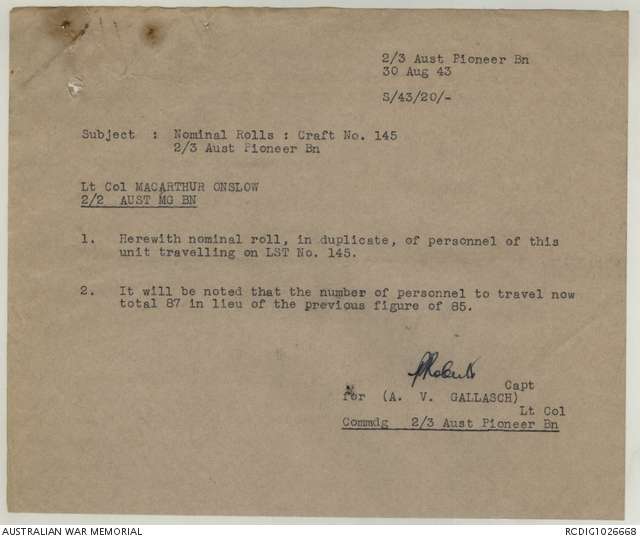 2/3 Aust Pioneer Bn
30 Aug 43
S/43/20/-
Subject : Nominal Rolls : Craft No. 145
2/3 Aust Pioneer Bn
Lt Col MACARTHUR ONSLOW
2/2 AUST MG BN
1. Herewith nominal roll, in duplicate, of personnel of this
unit travelling on LST No. 145.
2. It will be noted that the number of personnel to travel now
total 87 in lieu of the previous figure of 85.
Capt
for (A. V. GALLASCH)
Lt Col
Commdg 2/3 Aust Pioneer Bn
AUSTRALIAN WAR MEMORIAL
RCDIG1026668